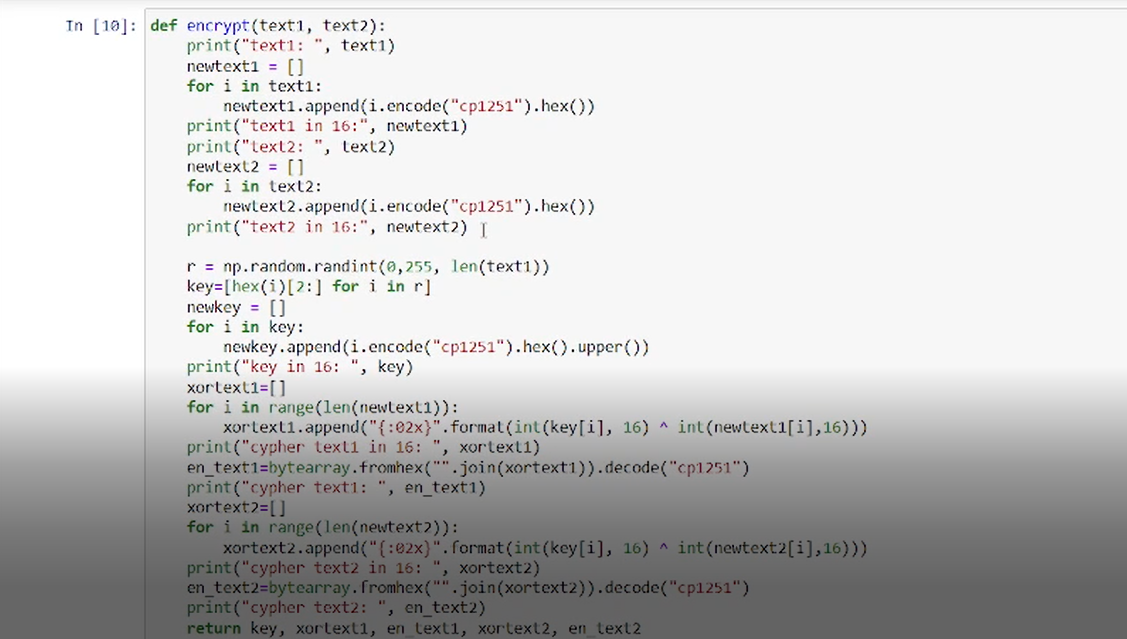 In [10]: def encrypt(text1, text2):
    print("text1: ", text1)
    newtext1 = []
    for i in text1:
        newtext1.append(i.encode("cp1251").hex())
    print("text1 in 16:", newtext1)
    print("text2: ", text2)
    newtext2 = []
    for i in text2:
        newtext2.append(i.encode("cp1251").hex())
    print("text2 in 16:", newtext2)

    r = np.random.randint(0,255, len(text1))
    key=[hex(i)[2:] for i in r]
    newkey = []
    for i in key:
        newkey.append(i.encode("cp1251").hex().upper())
    print("key in 16: ", key)
    xortext1=[]
    for i in range(len(newtext1)):
        xortext1.append("{:02x}".format(int(key[i], 16) ^ int(newtext1[i],16)))
    print("cypher text1 in 16: ", xortext1)
    en_text1=bytearray.fromhex("".join(xortext1)).decode("cp1251")
    print("cypher text1: ", en_text1)
    xortext2=[]
    for i in range(len(newtext2)):
        xortext2.append("{:02x}".format(int(key[i], 16) ^ int(newtext2[i],16)))
    print("cypher text2 in 16: ", xortext2)
    en_text2=bytearray.fromhex("".join(xortext2)).decode("cp1251")
    print("cypher text2: ", en_text2)
    return key, xortext1, en_text1, xortext2, en_text2